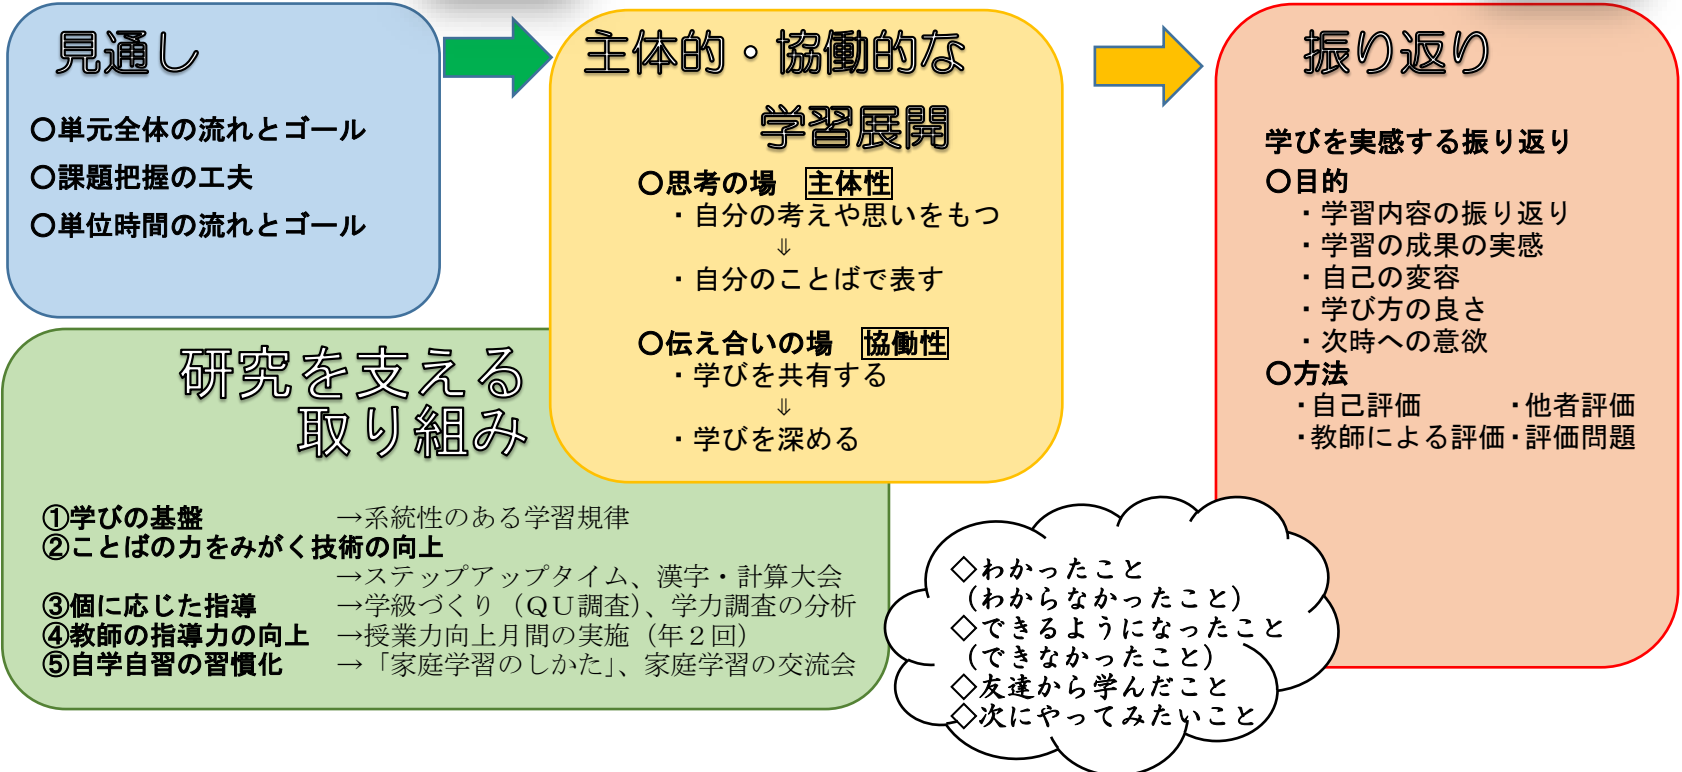 見通し
○単元全体の流れとゴール
○課題把握の工夫
○単位時間の流れとゴール
主体的・協働的な
学習展開
○思考の場　主体性
・自分の考えや思いをもつ
⇓
・自分のことばで表す
○伝え合いの場　協働性
・学びを共有する
⇓
・学びを深める
振り返り
学びを実感する振り返り
○目的
・学習内容の振り返り
・学習の成果の実感
・自己の変容
・学び方の良さ
・次時への意欲
○方法
・自己評価　・他者評価
・教師による評価・評価問題
研究を支える
取り組み
①学びの基盤　→系統性のある学習規律
②ことばの力をみがく技術の向上
→ステップアップタイム、漢字・計算大会
③個に応じた指導　→学級づくり（ＱＵ調査）、学力調査の分析
④教師の指導力の向上　→授業力向上月間の実施（年２回）
⑤自学自習の習慣化　→「家庭学習のしかた」、家庭学習の交流会
◇わかったこと
（わからなかったこと）
◇できるようになったこと
（できなかったこと）
◇友達から学んだこと
◇次にやってみたいこと